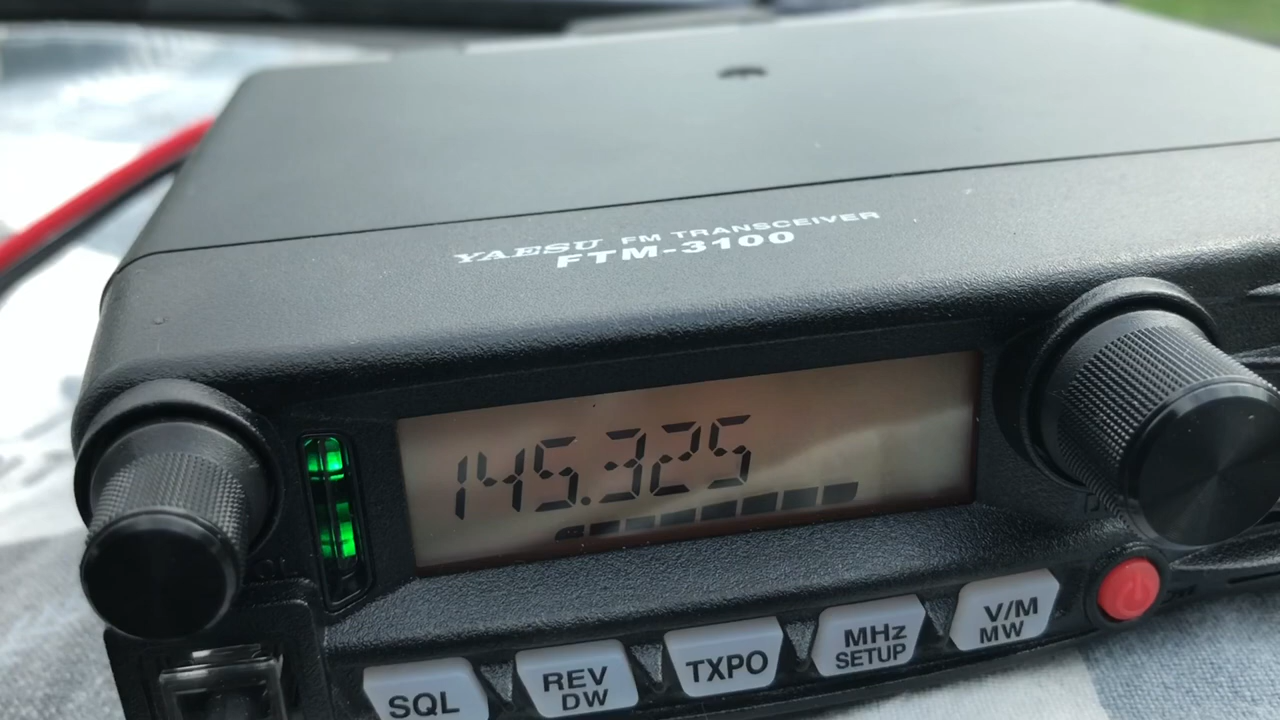 YAESU FM TRANSCEIVER
FTM-3100
145.325
SQL
REV
DW
TXPO
MHz
SETUP
V/M
MW